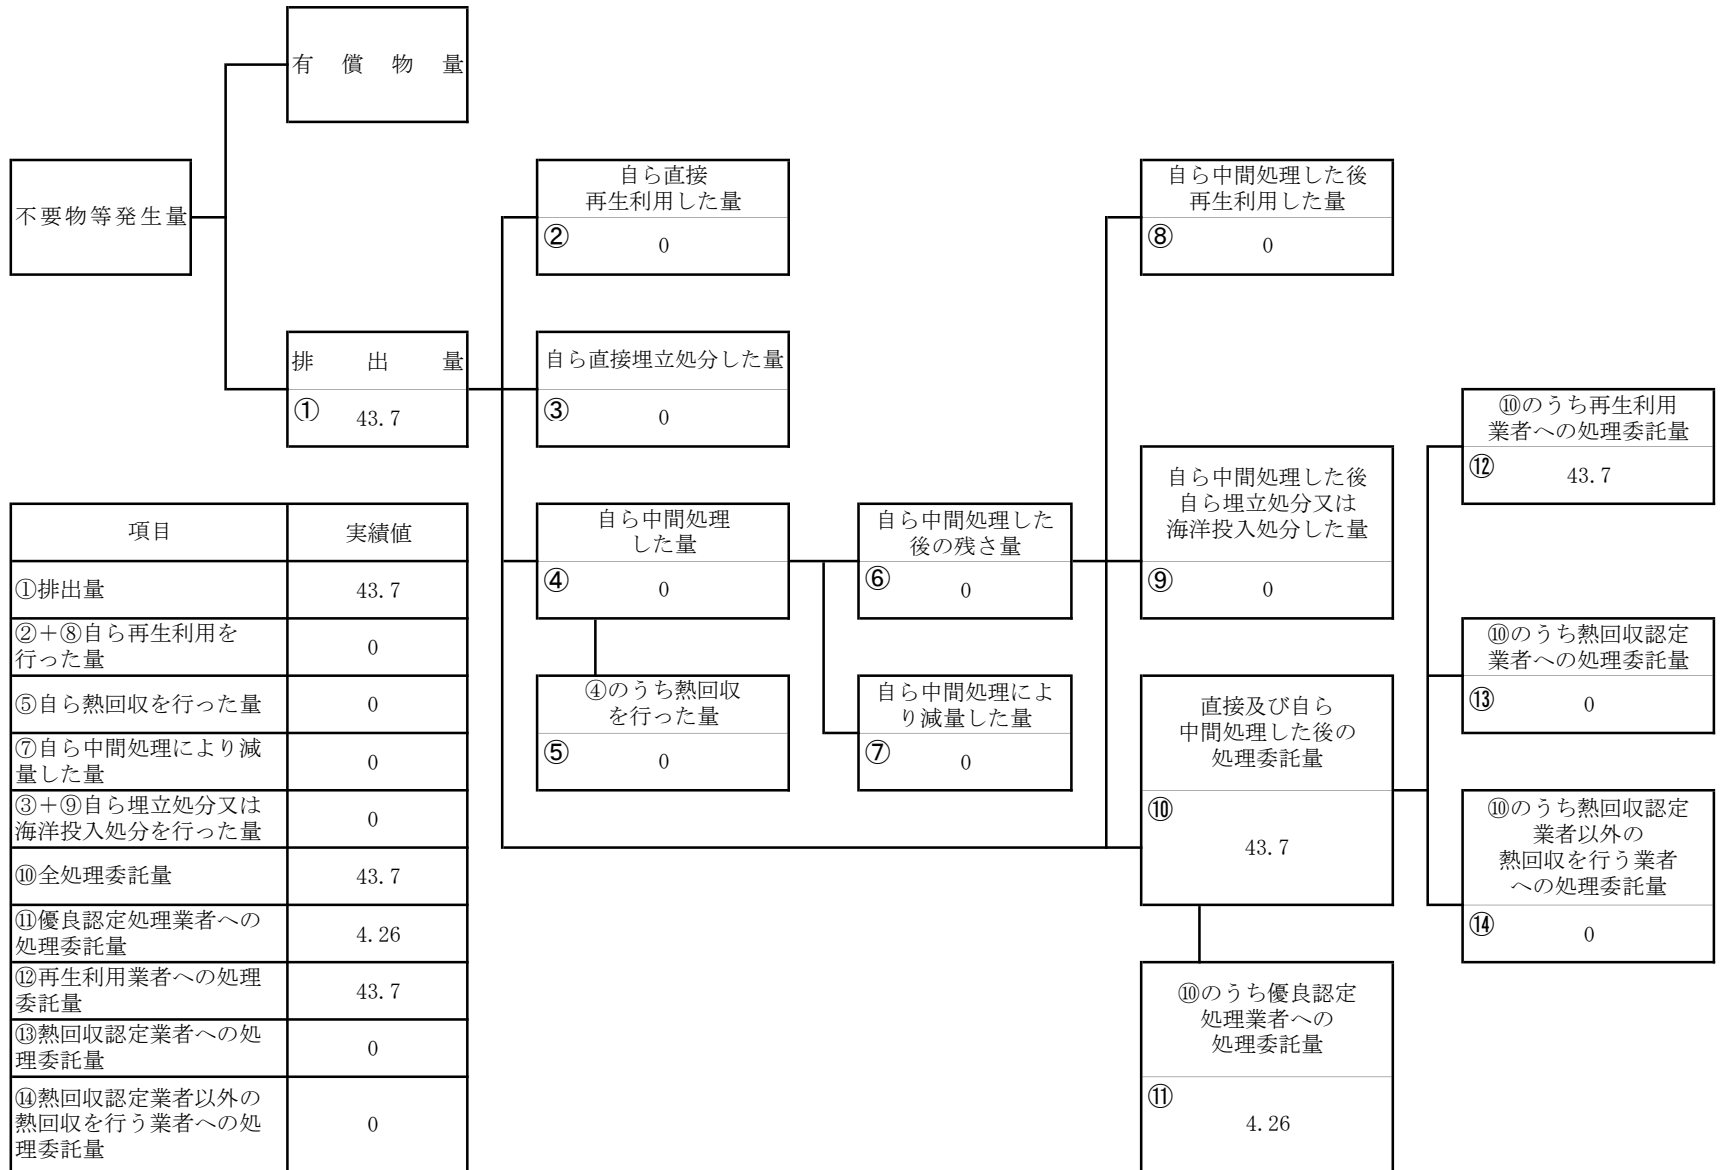 有償物量
不要物等発生量
排出量
① 43.7
自ら直接
再生利用した量
② 0
自ら直接埋立処分した量
③ 0
自ら中間処理
した量
④ 0
④のうち熱回収
を行った量
⑤ 0
自ら中間処理した
後の残さ量
⑥ 0
自ら中間処理によ
り減量した量
⑦ 0
自ら中間処理した後
再生利用した量
⑧ 0
自ら中間処理した後
自ら埋立処分又は
海洋投入処分した量
⑨ 0
直接及び自ら
中間処理した後の
処理委託量
⑩
43.7
⑩のうち優良認定
処理業者への
処理委託量
⑪
4.26
⑩のうち再生利用
業者への処理委託量
⑫ 43.7
⑩のうち熱回収認定
業者への処理委託量
⑬ 0
⑩のうち熱回収認定
業者以外の
熱回収を行う業者
への処理委託量
⑭ 0
項目 実績値
①排出量 43.7
②+⑧自ら再生利用を
行った量 0
⑤自ら熱回収を行った量 0
⑦自ら中間処理により減
量した量 0
③+⑨自ら埋立処分又は
海洋投入処分を行った量 0
⑩全処理委託量 43.7
⑪優良認定処理業者への
処理委託量 4.26
⑫再生利用業者への処理
委託量 43.7
⑬熱回収認定業者への処
理委託量 0
⑭熱回収認定業者以外の
熱回収を行う業者への処
理委託量 0